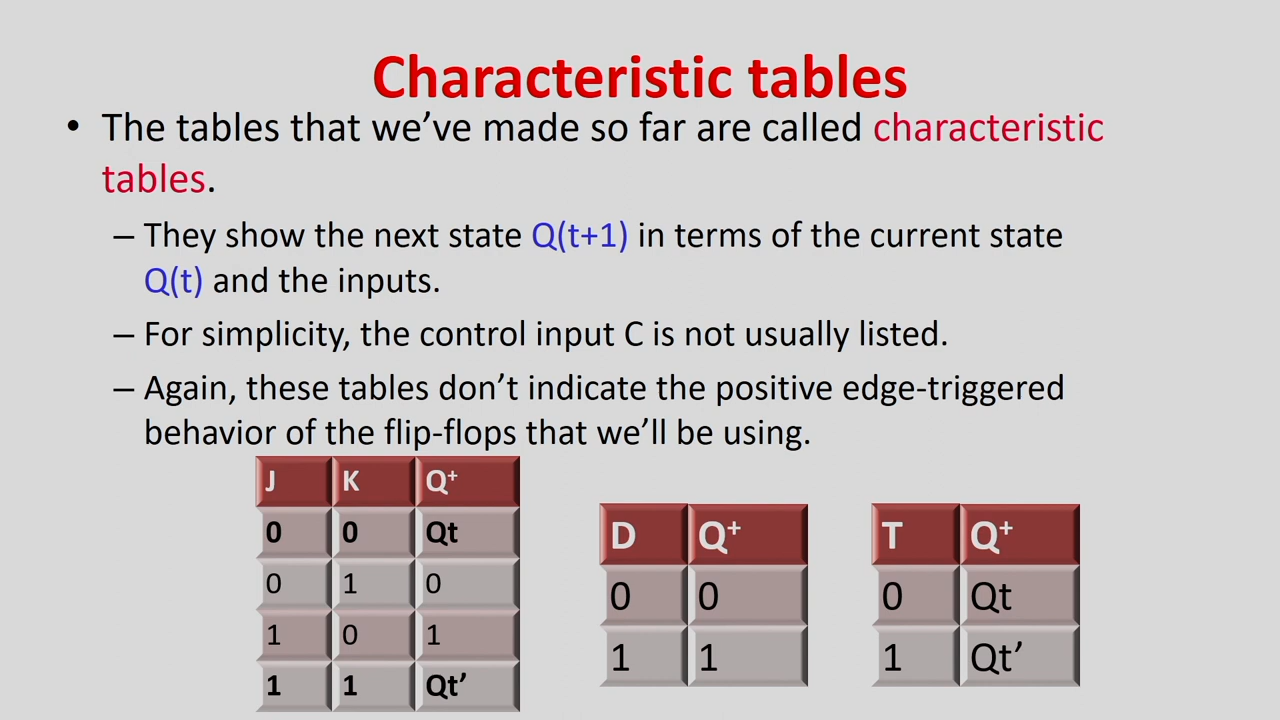 Characteristic tables
• The tables that we’ve made so far are called characteristic
tables.
– They show the next state Q(t+1) in terms of the current state
Q(t) and the inputs.
– For simplicity, the control input C is not usually listed.
– Again, these tables don’t indicate the positive edge-triggered
behavior of the flip-flops that we’ll be using.
J K Q⁺
0 0 Qt
0 1 0
1 0 1
1 1 Qt’
D Q⁺
0 0
1 1
T Q⁺
0 Qt
1 Qt’